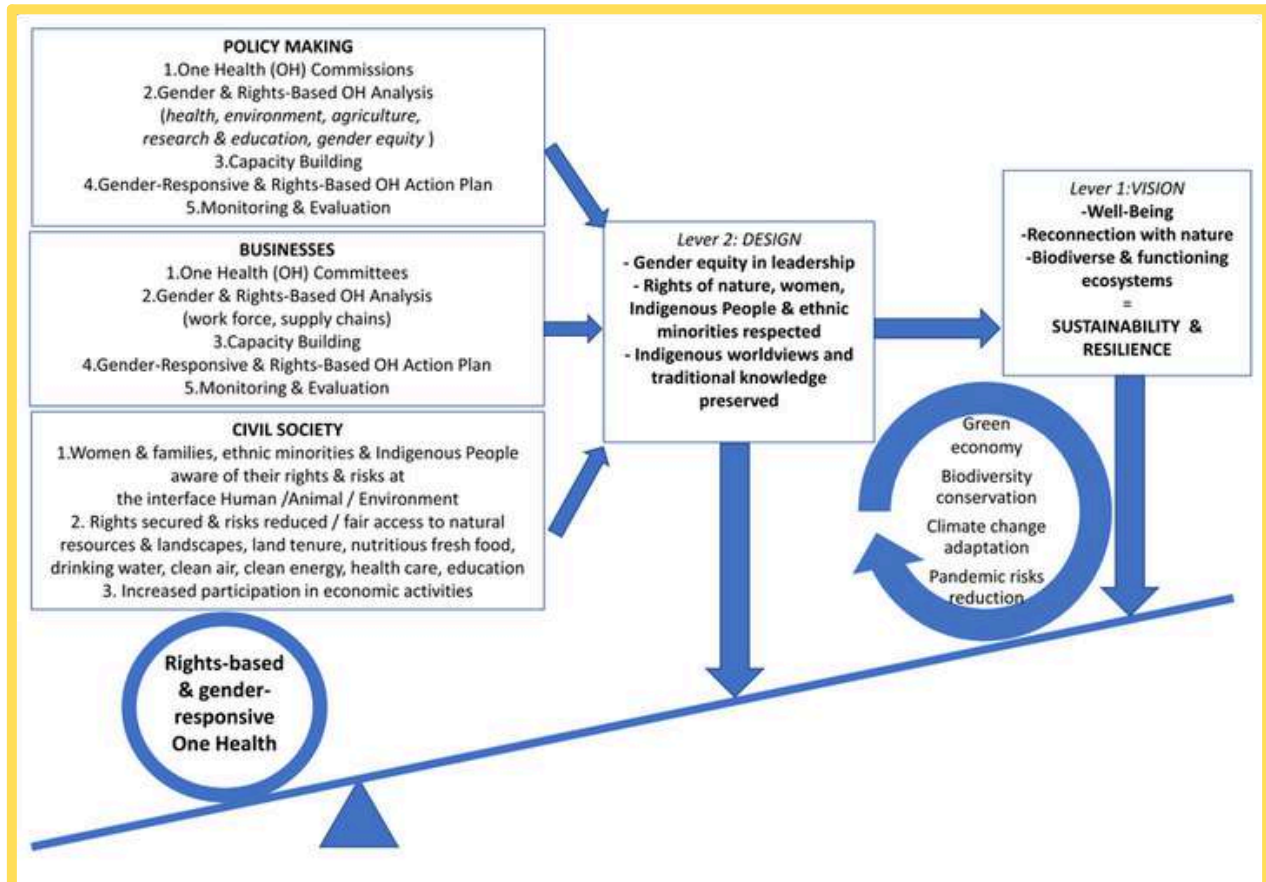 POLICY MAKING
1.One Health (OH) Commissions
2.Gender & Rights-Based OH Analysis
(health, environment, agriculture,
research & education, gender equity )
3.Capacity Building
4.Gender-Responsive & Rights-Based OH Action Plan
5.Monitoring & Evaluation
BUSINESSES
1.One Health (OH) Committees
2.Gender & Rights-Based OH Analysis
(work force, supply chains)
3.Capacity Building
4.Gender-Responsive & Rights-Based OH Action Plan
5.Monitoring & Evaluation
CIVIL SOCIETY
1.Women & families, ethnic minorities & Indigenous People
aware of their rights & risks at
the interface Human /Animal / Environment
2. Rights secured & risks reduced / fair access to natural
resources & landscapes, land tenure, nutritious fresh food,
drinking water, clean air, clean energy, health care, education
3. Increased participation in economic activities
Lever 2: DESIGN
- Gender equity in leadership
- Rights of nature, women,
Indigenous People & ethnic
minorities respected
- Indigenous worldviews and
traditional knowledge
preserved
Lever 1:VISION
-Well-Being
-Reconnection with nature
-Biodiverse & functioning
ecosystems
=
SUSTAINABILITY &
RESILIENCE
Green
economy
Biodiversity
conservation
Climate change
adaptation
Pandemic risks
reduction
Rights-based
& gender-
responsive
One Health